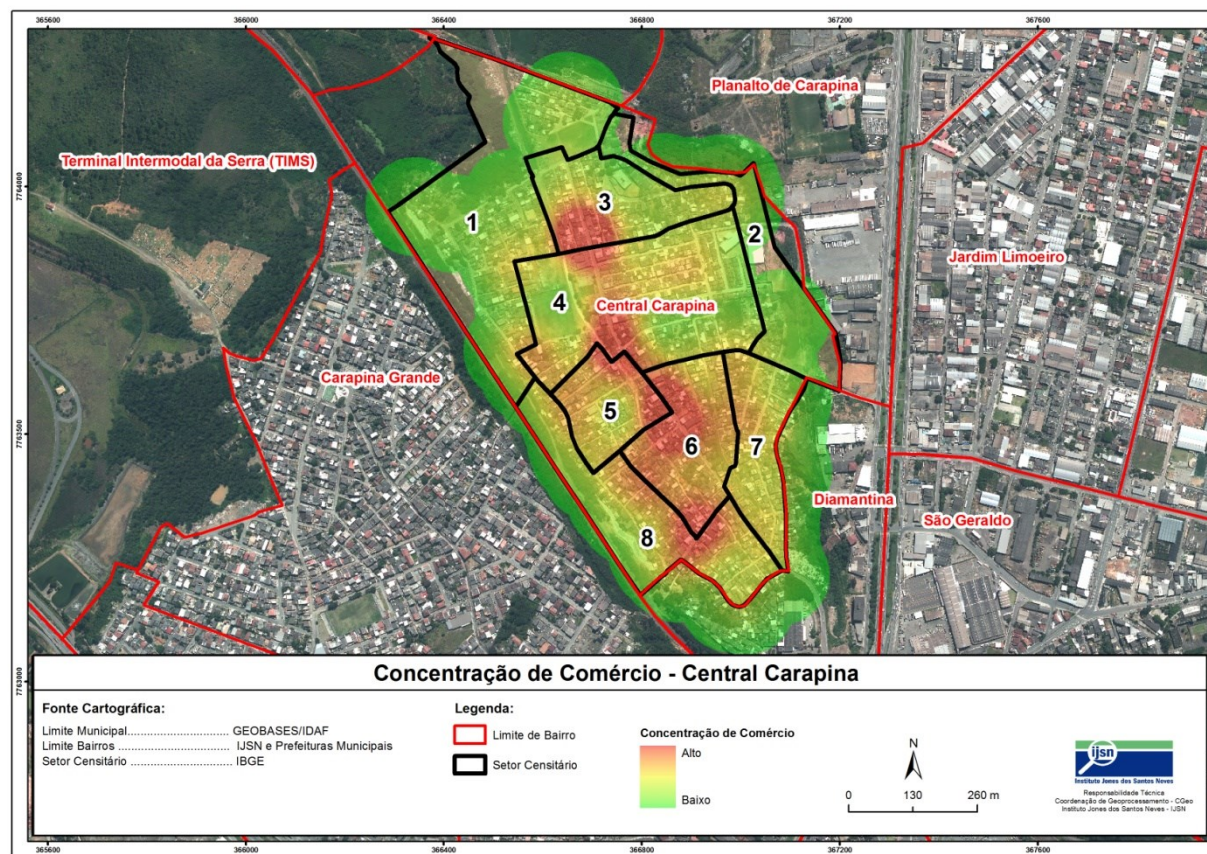 365600 366000 366400 366800 367200 367600
7764000
7763500
7763000
Planalto de Carapina
Terminal Intermodal da Serra (TIMS)
3
1
2
Jardim Limoeiro
4
Central Carapina
Carapina Grande
5
6
7
Diamantina
São Geraldo
8
Concentração de Comércio - Central Carapina
Fonte Cartográfica:
Limite Municipal............................. GEOBASES/IDAF
Limite Bairros ............................... IJSN e Prefeituras Municipais
Setor Censitário ............................. IBGE
Legenda:
Limite de Bairro
Setor Censitário
Concentração de Comércio
Alto
Baixo
N
0 130 260 m
ijsn
Instituto Jones dos Santos Neves
Responsabilidade Técnica
Coordenação de Geoprocessamento - CGeo
Instituto Jones dos Santos Neves - IJSN
365600 366000 366400 366800 367200 367600